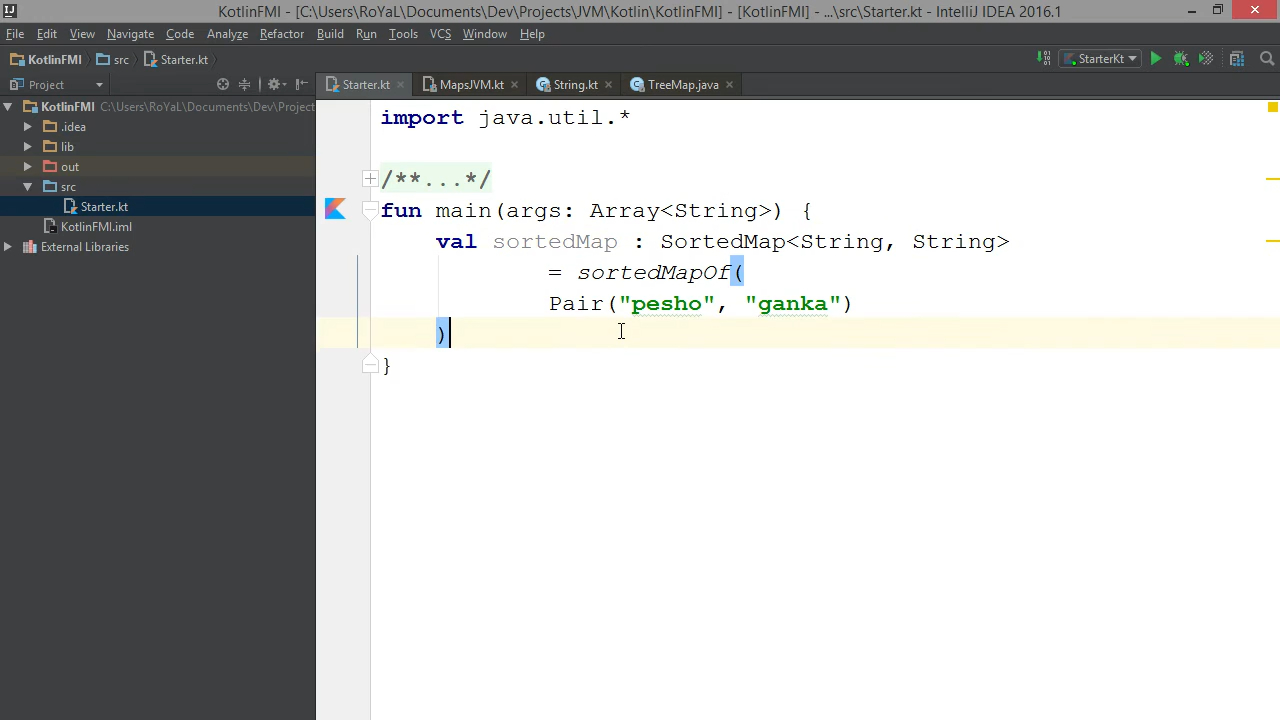 KotlinFMI - [C:\Users\RoYaL\Documents\Dev\Projects\JVM\Kotlin\KotlinFMI] - [KotlinFMI] - ...\src\Starter.kt - IntelliJ IDEA 2016.1
File Edit View Navigate Code Analyze Refactor Build Run Tools VCS Window Help
KotlinFMI src Starter.kt StarterKt
Project Starter.kt MapsJVM.kt String.kt TreeMap.java
KotlinFMI C:\Users\RoYaL\Documents\Dev\Project
.idea
lib
out
src
Starter.kt
KotlinFMI.iml
External Libraries
import java.util.*
/**...*/
fun main(args: Array<String>) {
val sortedMap : SortedMap<String, String>
= sortedMapOf(
Pair("pesho", "ganka")
)
}